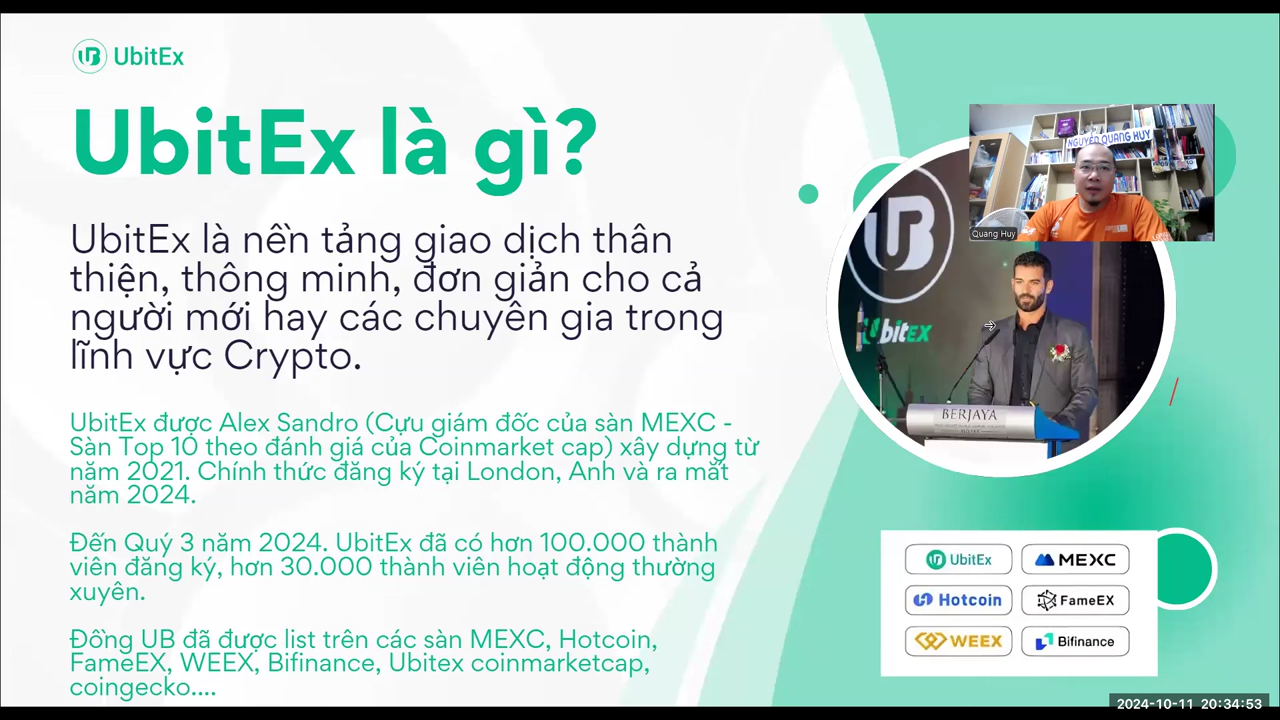 UbitEx
UbitEx là gì?
UbitEx là nền tảng giao dịch thân
thiện, thông minh, đơn giản cho cả
người mới hay các chuyên gia trong
lĩnh vực Crypto.
UbitEx được Alex Sandro (Cựu giám đốc của sàn MEXC -
Sàn Top 10 theo đánh giá của Coinmarket cap) xây dựng từ
năm 2021. Chính thức đăng ký tại London, Anh và ra mắt
năm 2024.
Đến Quý 3 năm 2024. UbitEx đã có hơn 100.000 thành
viên đăng ký, hơn 30.000 thành viên hoạt động thường
xuyên.
Đồng UB đã được list trên các sàn MEXC, Hotcoin,
FameEX, WEEX, Bifinance, Ubitex coinmarketcap,
coingecko....
NGUYỄN QUANG HUY
Quang Huy
UB
UbitEX
BERJAYA
UbitEx
MEXC
Hotcoin
FameEX
WEEX
Bifinance
2024-10-11 20:34:53